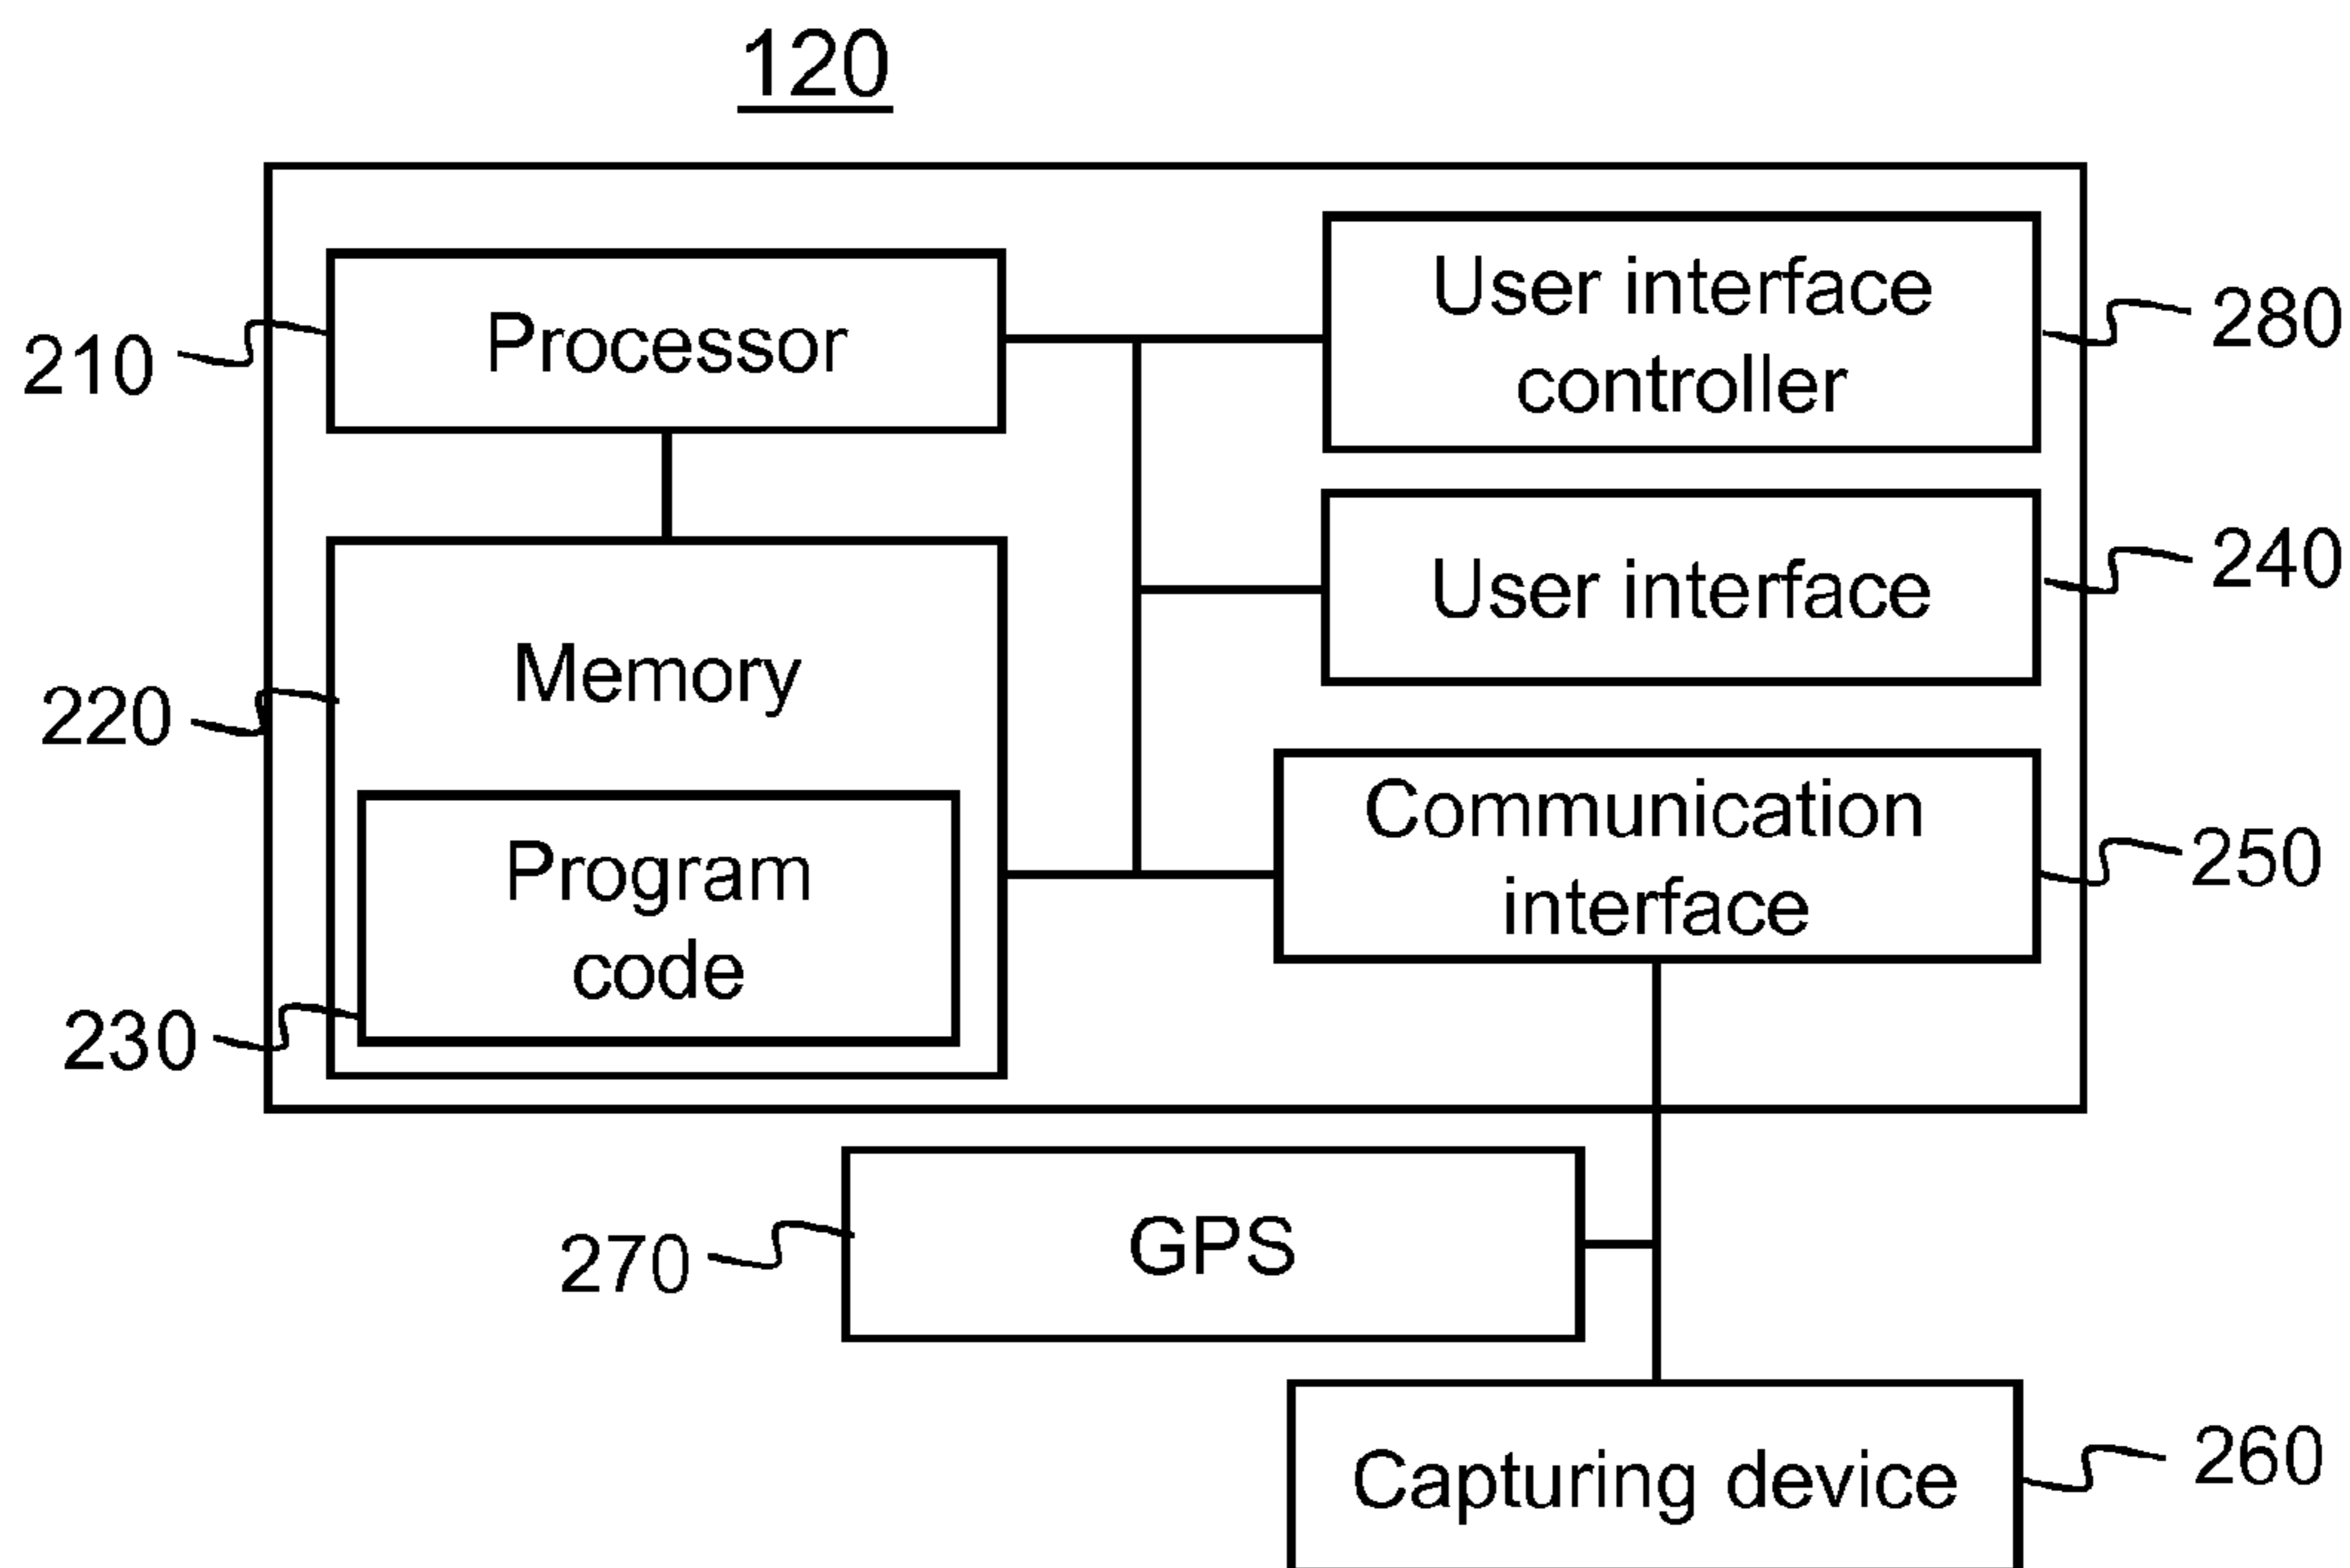 120
210
Processor
User interface
controller
280
220
Memory
User interface
240
230
Program
code
Communication
interface
250
270
GPS
Capturing device
260